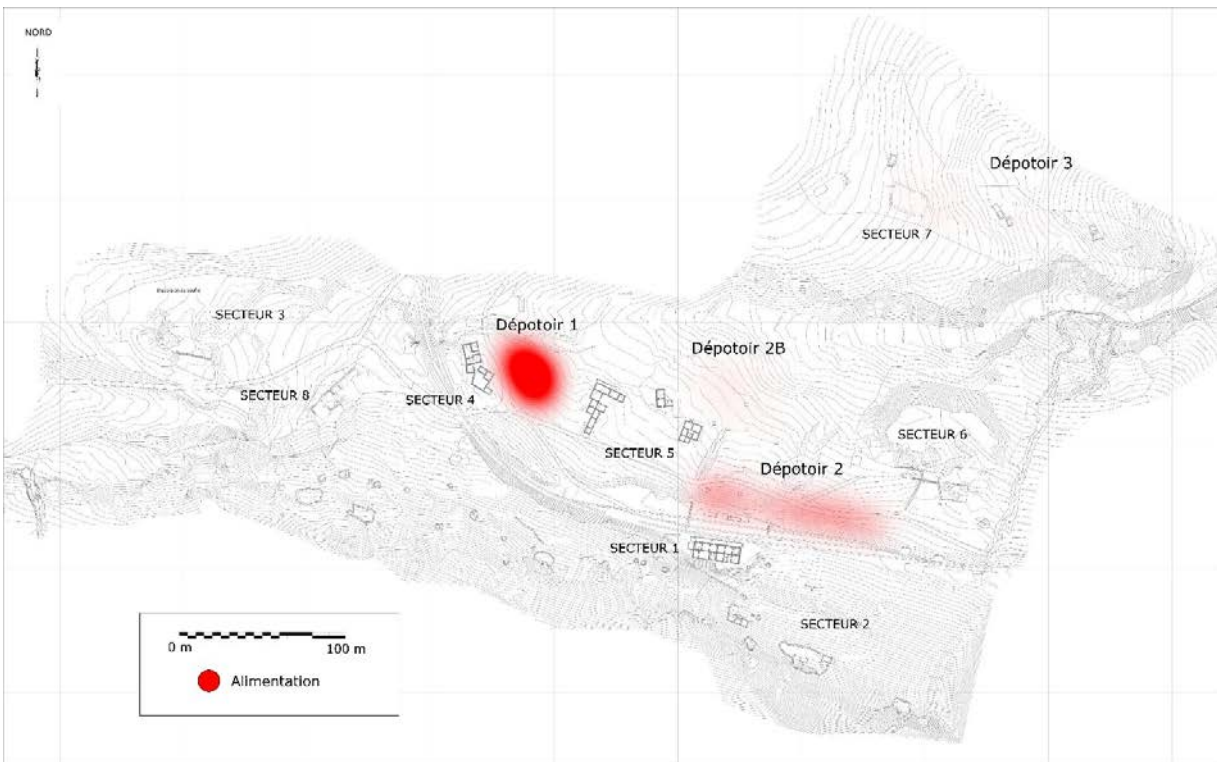 NORD
Dépotoir 3
SECTEUR 7
SECTEUR 3
Dépotoir 1
Dépotoir 2B
SECTEUR 8
SECTEUR 4
SECTEUR 6
SECTEUR 5
Dépotoir 2
SECTEUR 1
SECTEUR 2
0 m
100 m
Alimentation